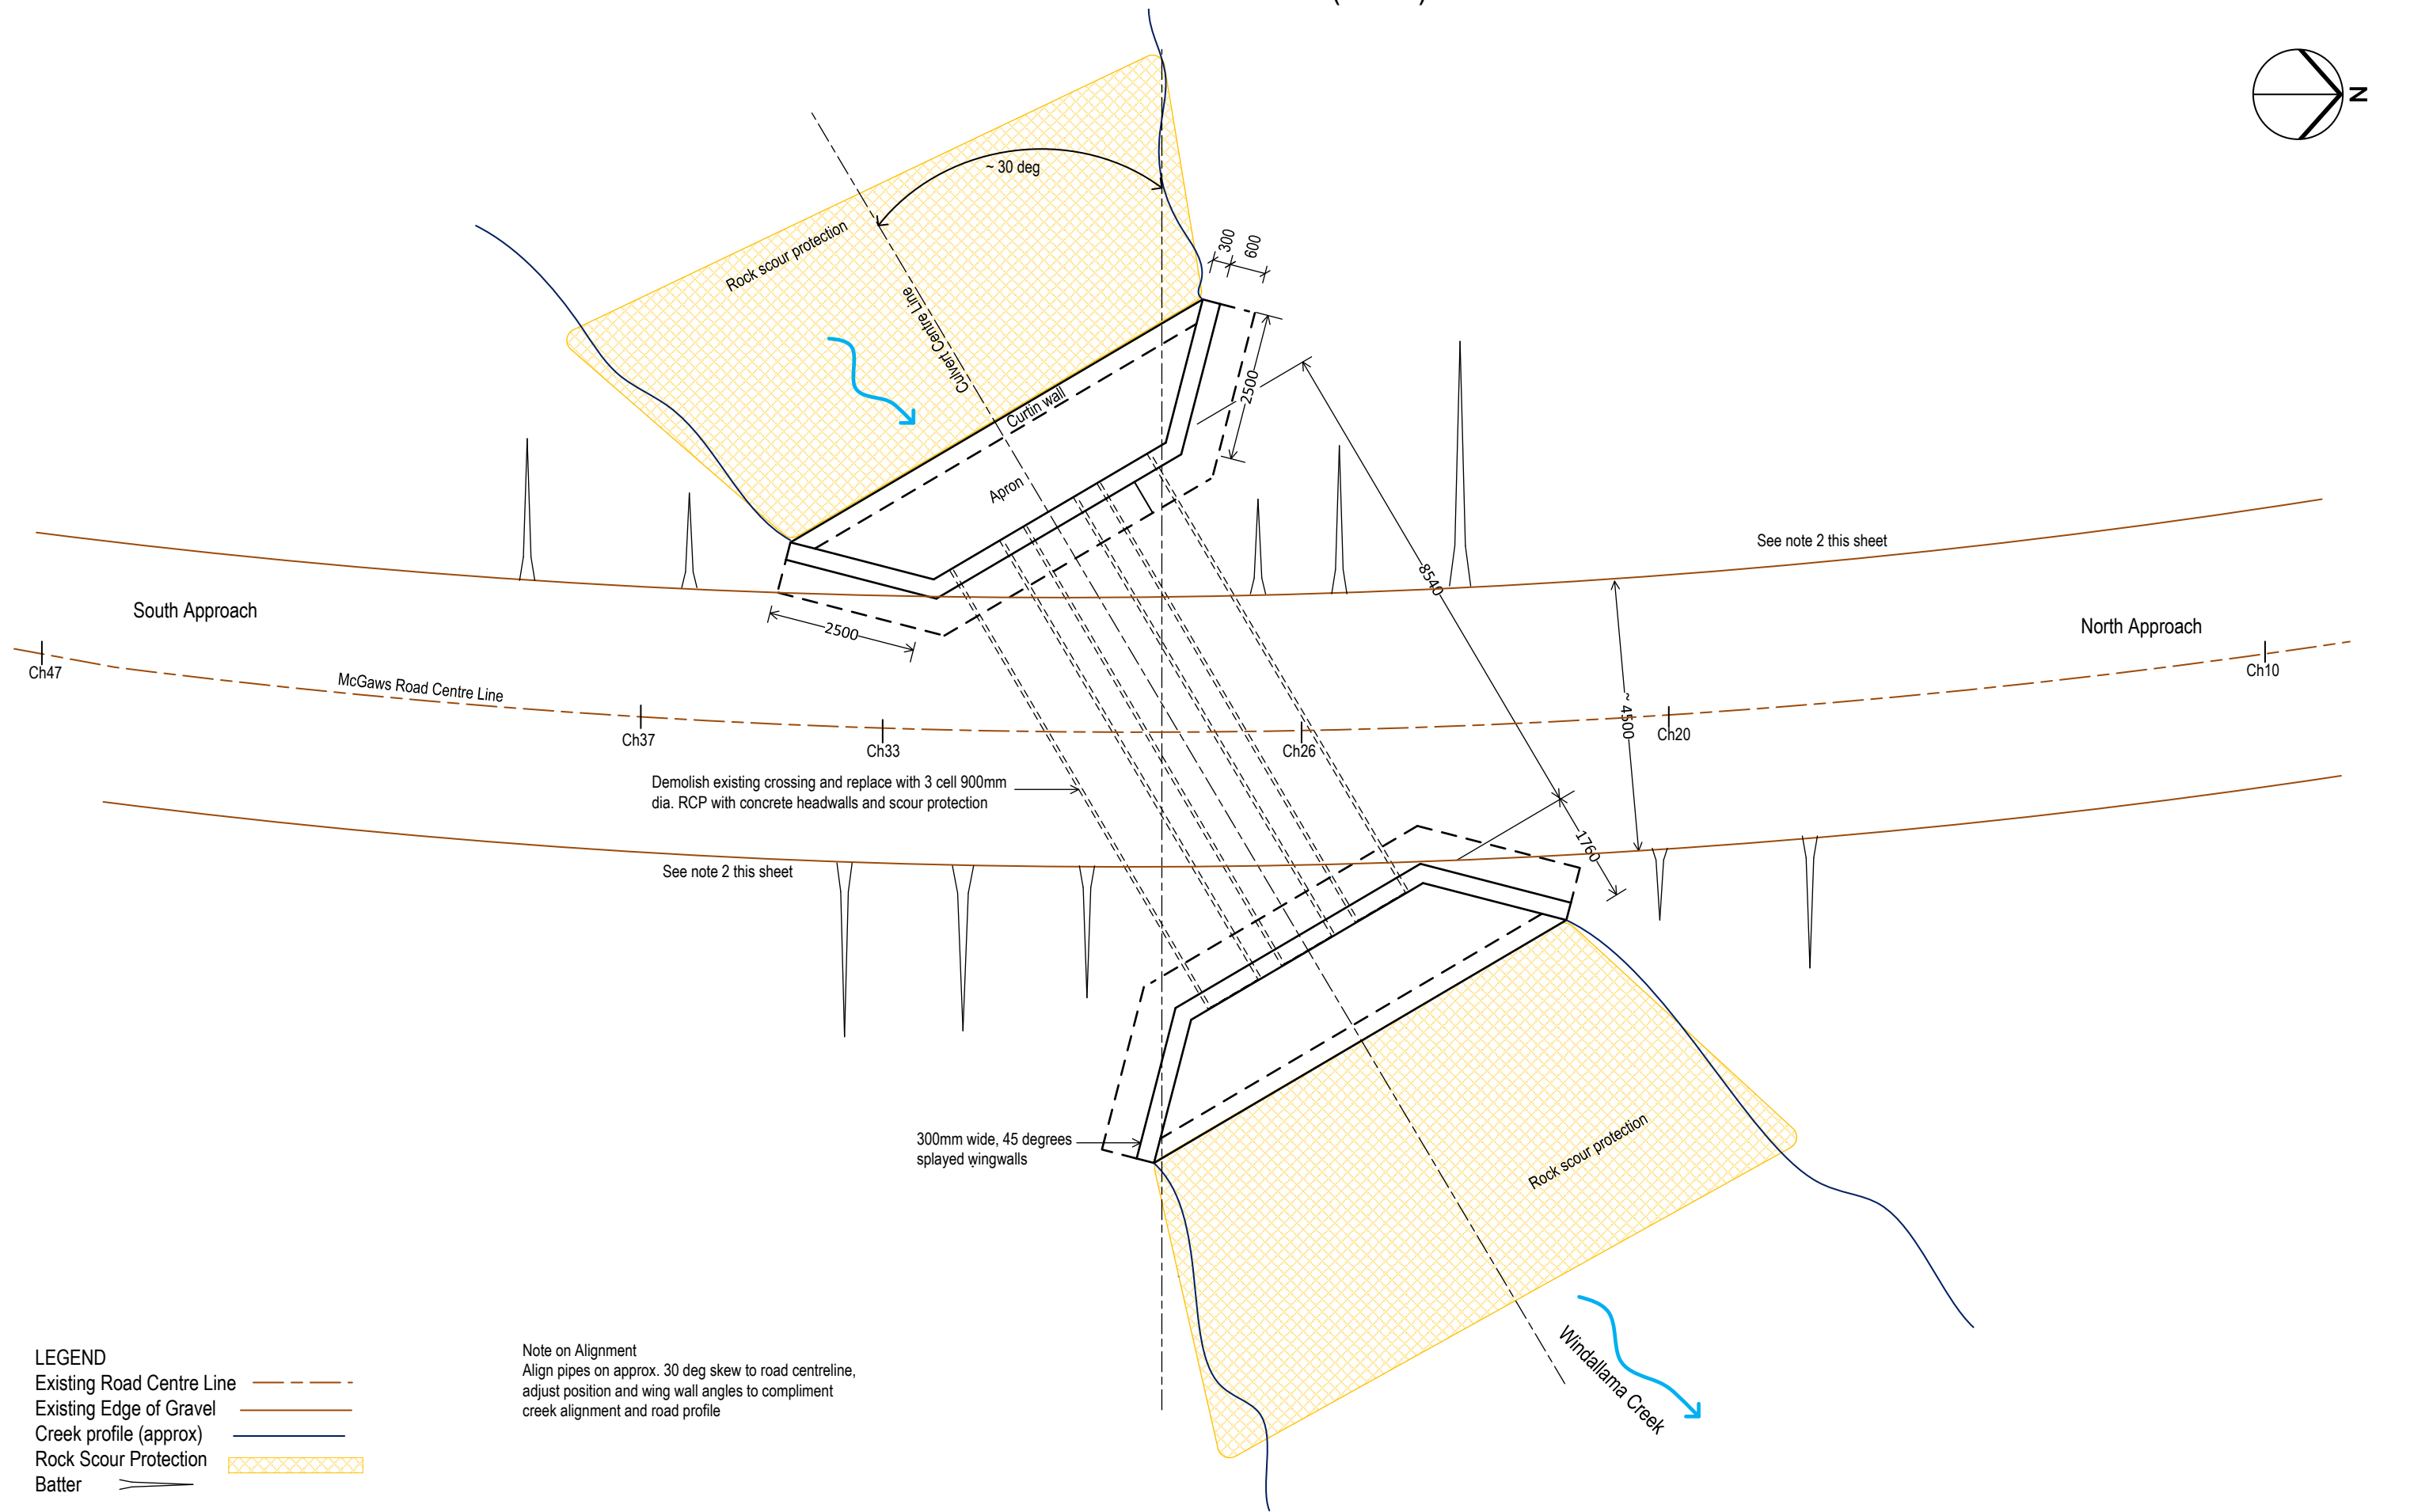 N
~ 30 deg
Rock scour protection
Culvert Centre Line
300
600
2500
Curtin wall
Apron
8540
See note 2 this sheet
South Approach
North Approach
2500
Ch47
McGaws Road Centre Line
Ch37
Ch33
Ch26
~ 4500
Ch20
Ch10
Demolish existing crossing and replace with 3 cell 900mm
dia. RCP with concrete headwalls and scour protection
1760
See note 2 this sheet
300mm wide, 45 degrees
splayed wingwalls
Rock scour protection
Windallama Creek
LEGEND
Existing Road Centre Line
Existing Edge of Gravel
Creek profile (approx)
Rock Scour Protection
Batter
Note on Alignment
Align pipes on approx. 30 deg skew to road centreline,
adjust position and wing wall angles to compliment
creek alignment and road profile